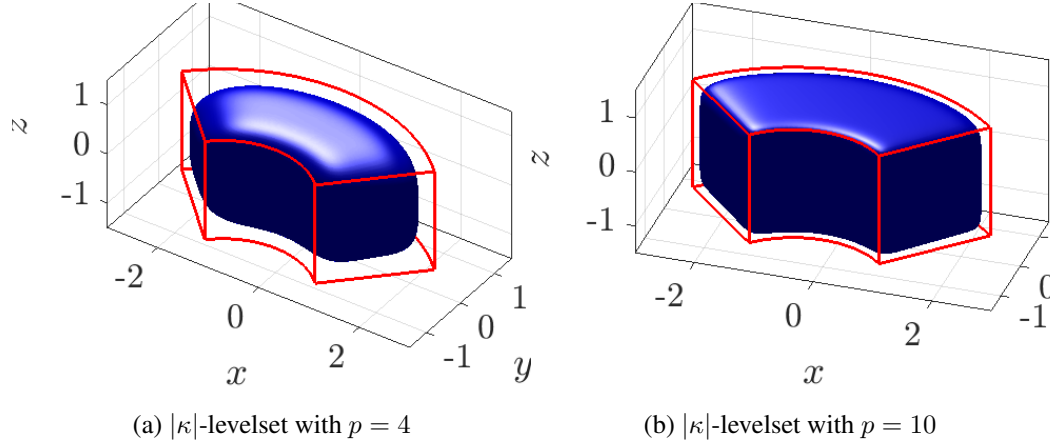 1
0
-1
z
-2
0
2
x
-1
0
1
y
1
0
-1
z
-2
0
2
x
-1
0
(a) |κ|-levelset with p = 4
(b) |κ|-levelset with p = 10